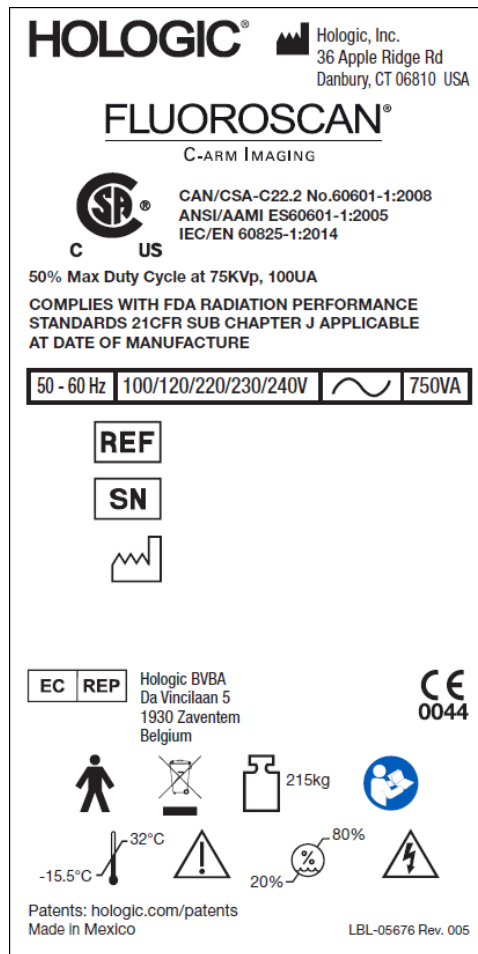 HOLOGIC®
Hologic, Inc.
36 Apple Ridge Rd
Danbury, CT 06810 USA
FLUOROSCAN®
C-ARM IMAGING
CSA ®
C US
CAN/CSA-C22.2 No.60601-1:2008
ANSI/AAMI ES60601-1:2005
IEC/EN 60825-1:2014
50% Max Duty Cycle at 75KVp, 100UA
COMPLIES WITH FDA RADIATION PERFORMANCE
STANDARDS 21CFR SUB CHAPTER J APPLICABLE
AT DATE OF MANUFACTURE
50 - 60 Hz 100/120/220/230/240V 750VA
REF
SN
EC REP
Hologic BVBA
Da Vincilaan 5
1930 Zaventem
Belgium
CE
0044
215kg
32°C
-15.5°C
80%
%
20%
Patents: hologic.com/patents
Made in Mexico
LBL-05676 Rev. 005